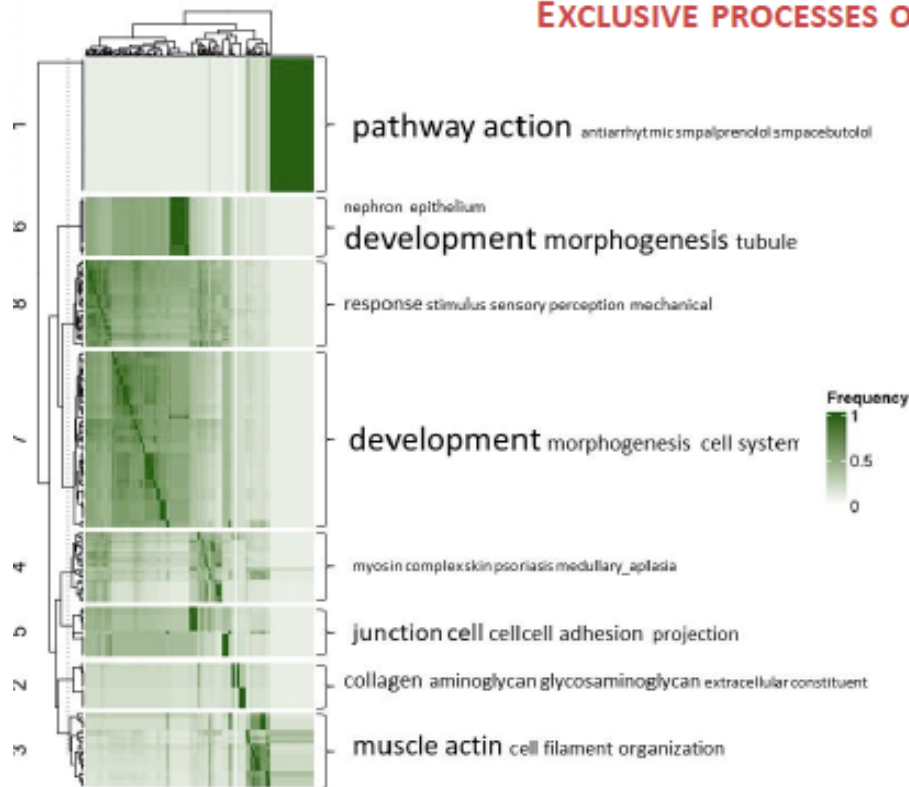 EXCLUSIVE PROCESSES O
1
pathway action antiarrhytmic smpalprenolol smpacebutolol
6
nephron epithelium
development morphogenesis tubule
8
response stimulus sensory perception mechanical
7
development morphogenesis cell system
Frequency
1
0.5
0
4
myosin complex skin psoriasis medullary_apllasia
5
junction cell cellcell adhesion projection
2
collagen aminoglycan glycosaminoglycan extracellular constituent
3
muscle actin cell filament organization